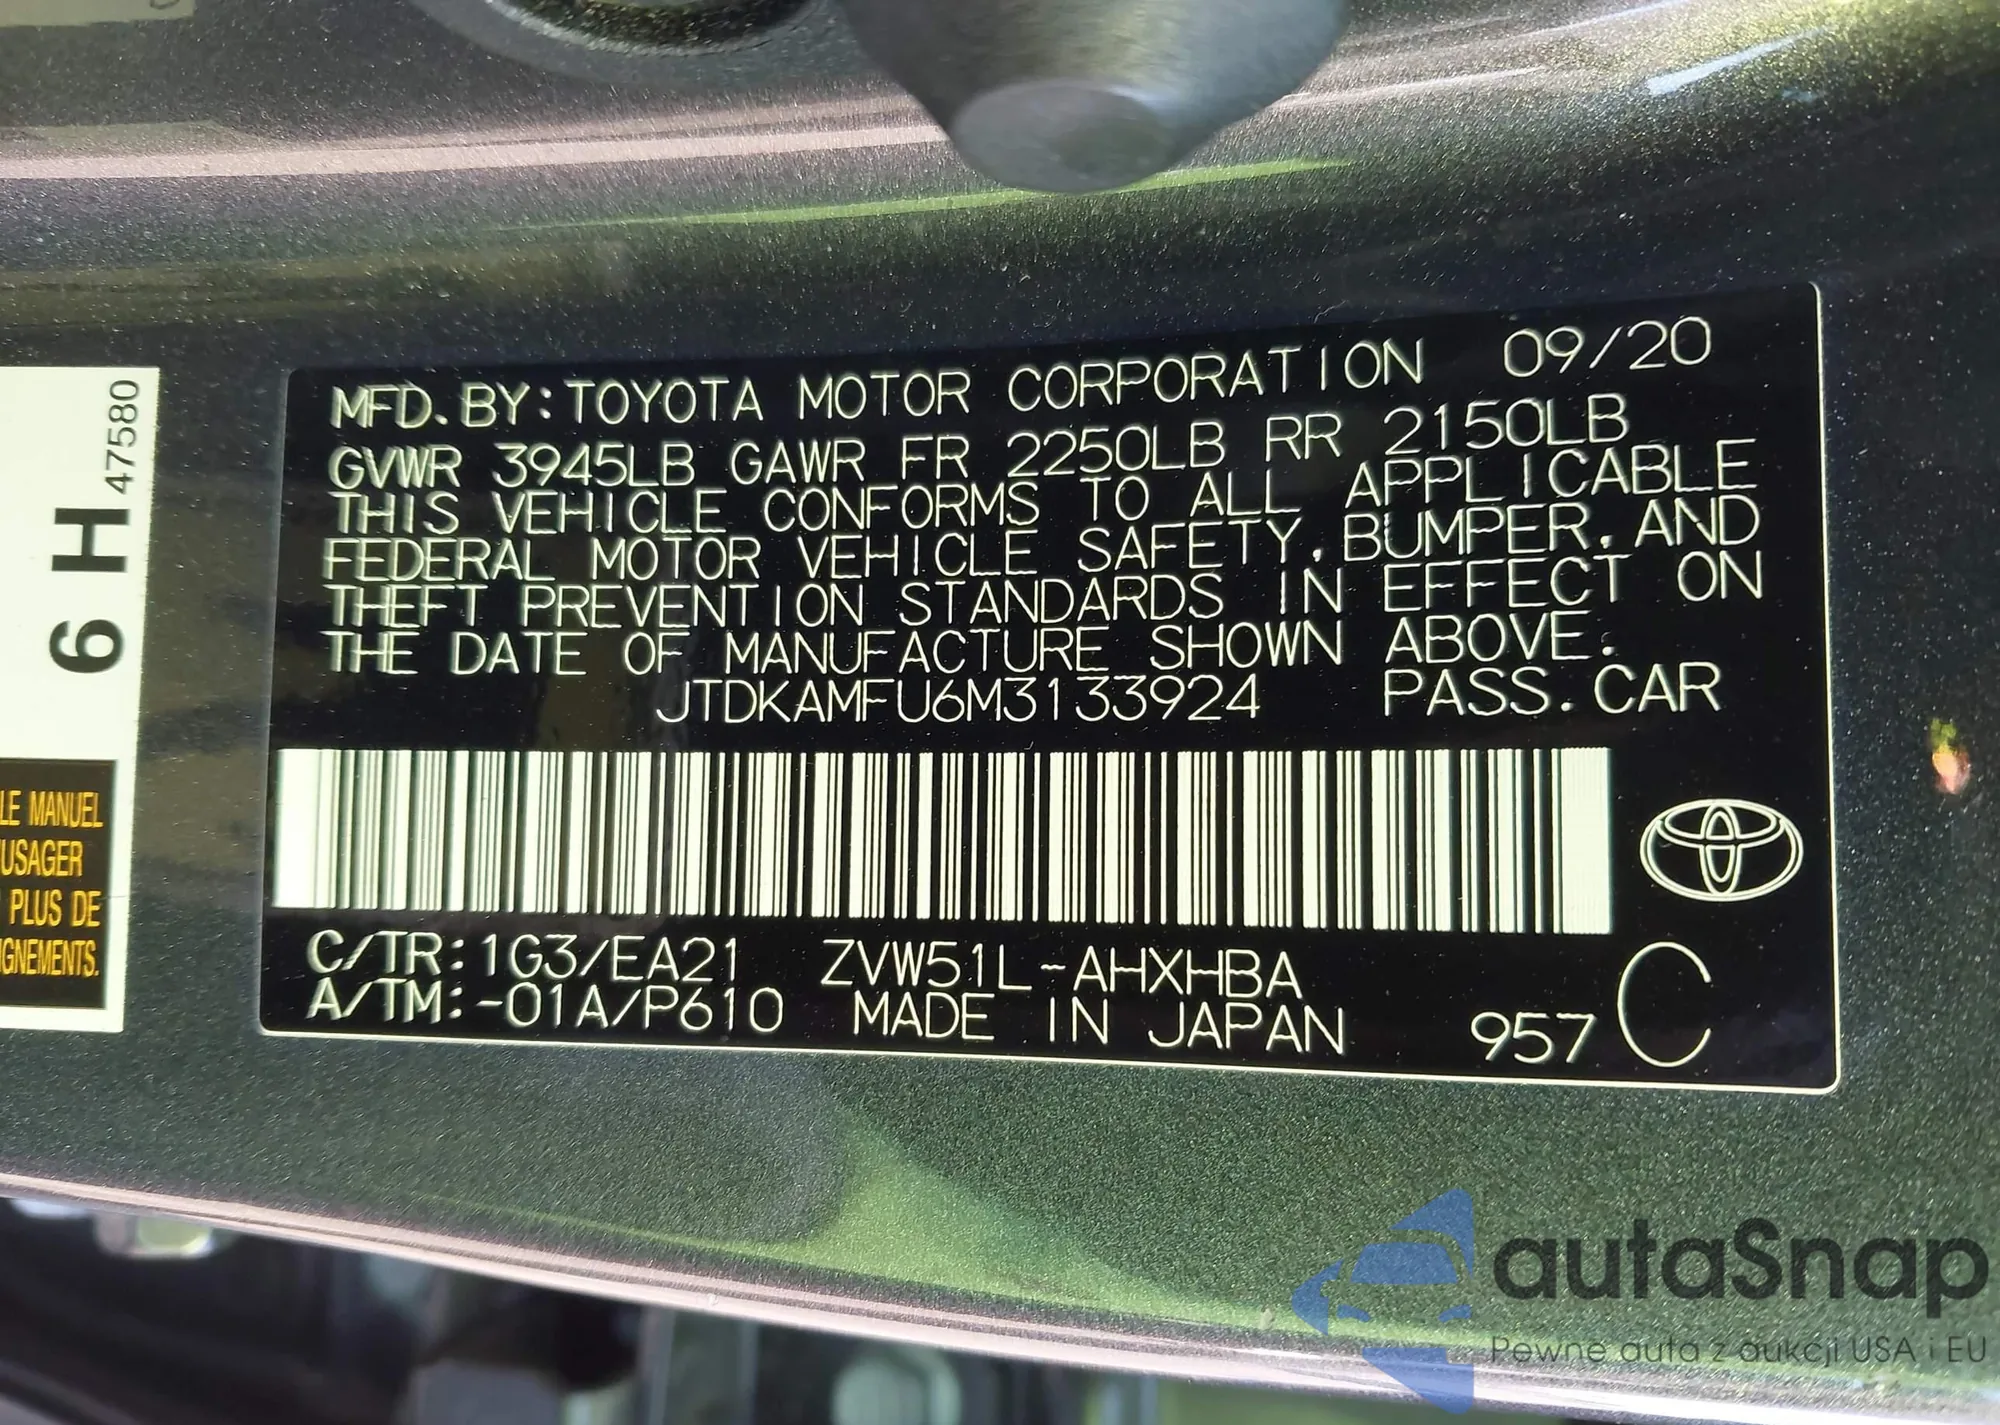 MFD. BY: TOYOTA MOTOR CORPORATION 09/20
GVWR 3945LB GAWR FR 2250LB RR 2150LB
THIS VEHICLE CONFORMS TO ALL APPLICABLE
FEDERAL MOTOR VEHICLE SAFETY, BUMPER, AND
THEFT PREVENTION STANDARDS IN EFFECT ON
THE DATE OF MANUFACTURE SHOWN ABOVE.
JTDKAMFU6M3133924 PASS. CAR
C/TR: 1G3/EA21 ZVW51L-AHXHBA
A/TM: -01A/P610 MADE IN JAPAN 957 C
6 H 47580
LE MANUEL
USAGER
PLUS DE
IGNEMENTS.
autaSnap
Pewne auta z aukcji USA i EU